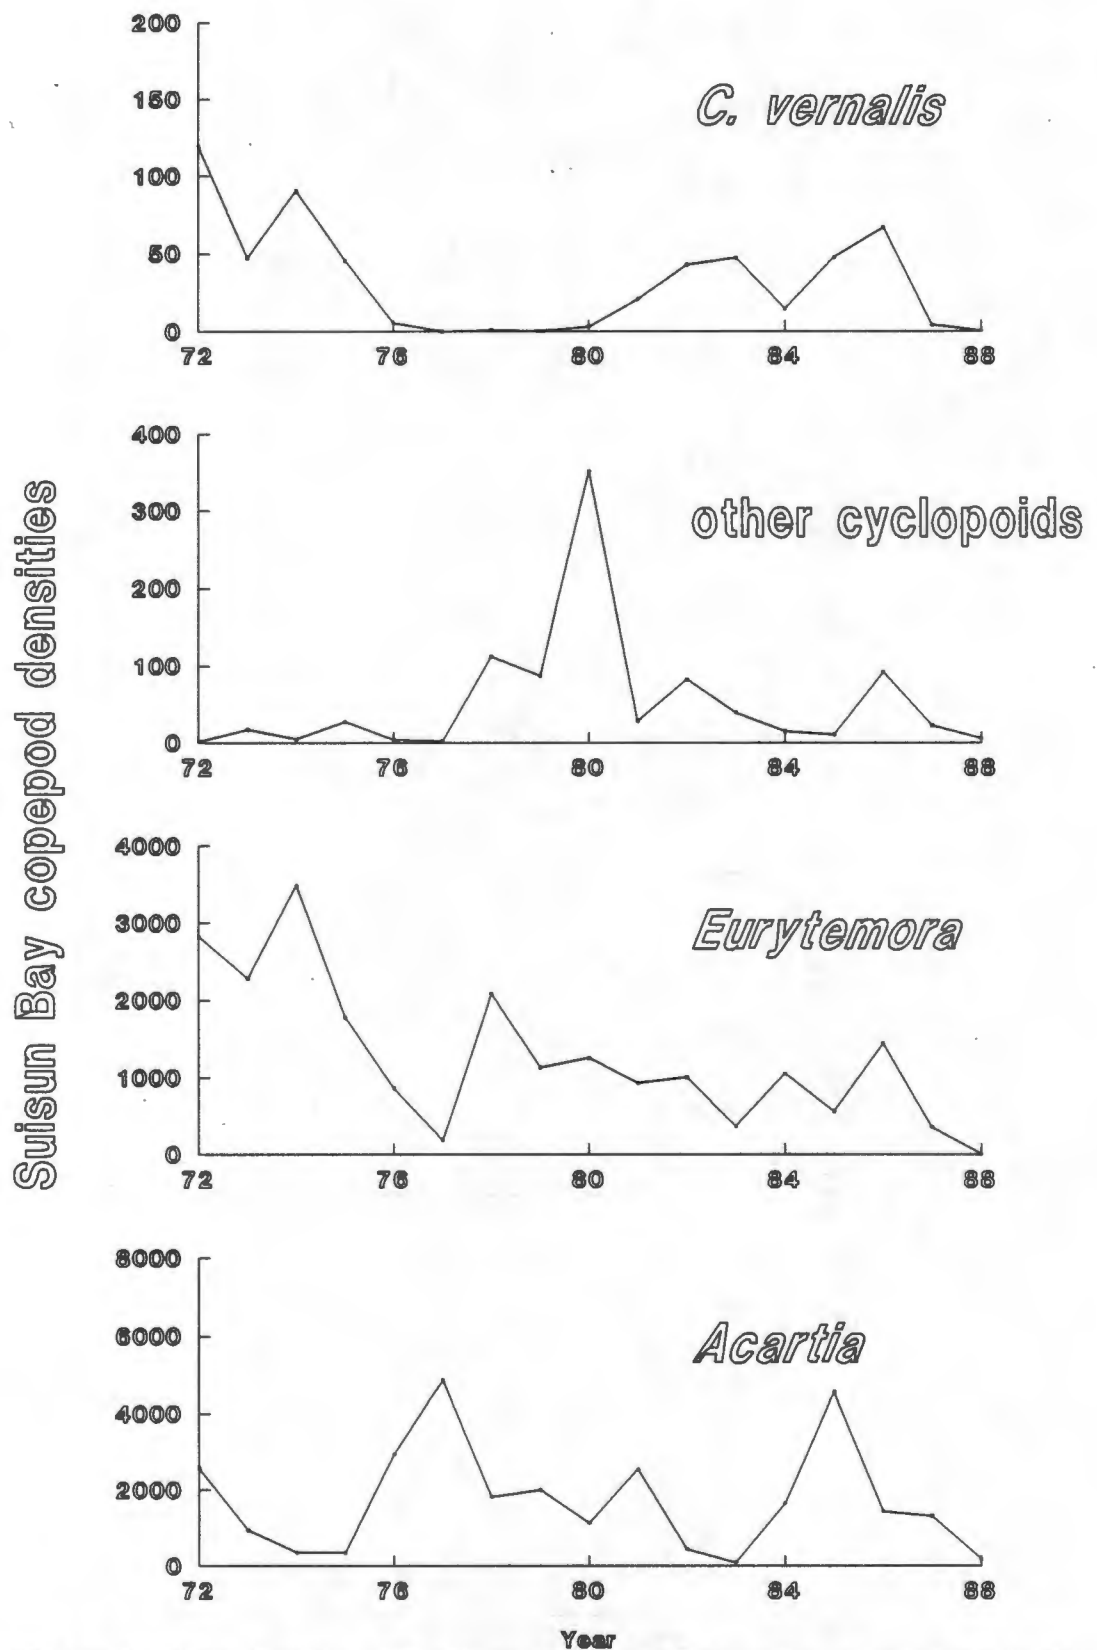 Suisun Bay copepod densities
200
150
100
50
0
72 76 80 84 88
C. vernalis
400
300
200
100
0
72 76 80 84 88
other cyclopoids
4000
3000
2000
1000
0
72 76 80 84 88
Eurytemora
8000
6000
4000
2000
0
72 76 80 84 88
Acartia
Year